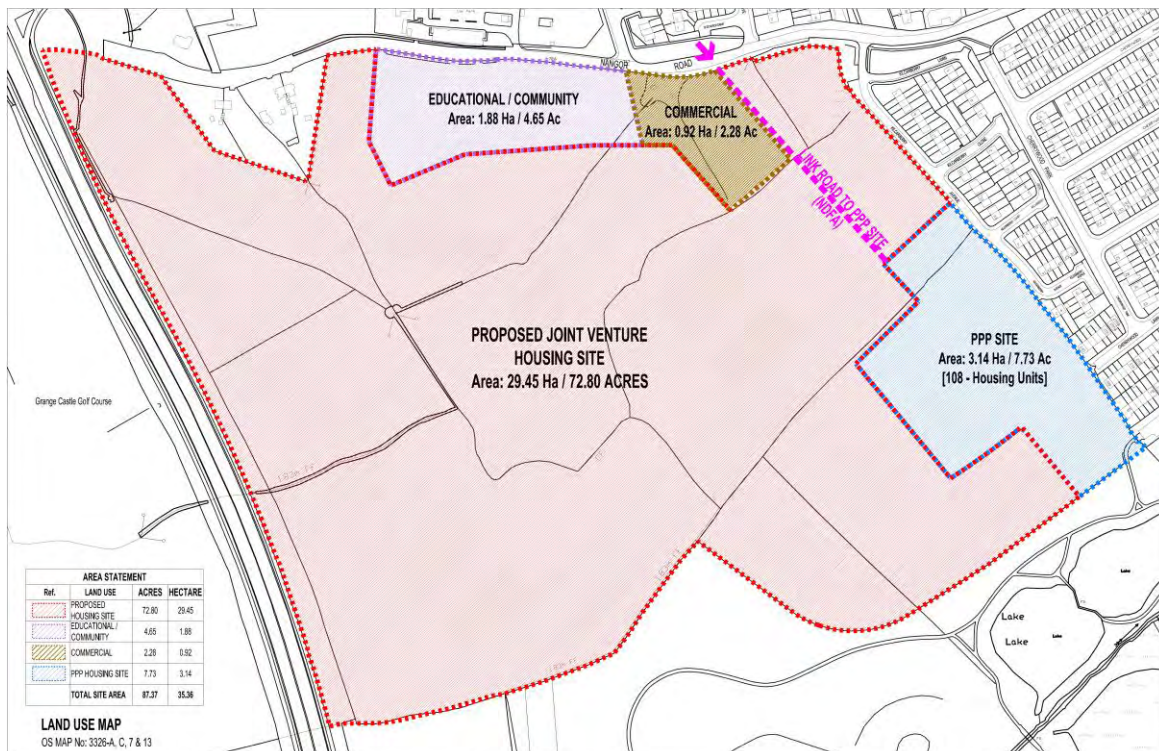 NANGOR ROAD
EDUCATIONAL / COMMUNITY
Area: 1.88 Ha / 4.65 Ac
COMMERCIAL
Area: 0.92 Ha / 2.28 Ac
LINK ROAD TO PPP SITE
(NDFA)
PROPOSED JOINT VENTURE
HOUSING SITE
Area: 29.45 Ha / 72.80 ACRES
PPP SITE
Area: 3.14 Ha / 7.73 Ac
[108 - Housing Units]
Grange Castle Golf Course
Lake
Lake
Lake
Lake
AREA STATEMENT
Ref. LAND USE ACRES HECTARE
PROPOSED
HOUSING SITE 72.80 29.45
EDUCATIONAL /
COMMUNITY 4.65 1.88
COMMERCIAL 2.28 0.92
PPP HOUSING SITE 7.73 3.14
TOTAL SITE AREA 87.37 35.36
LAND USE MAP
OS MAP No: 3326-A, C, 7 & 13